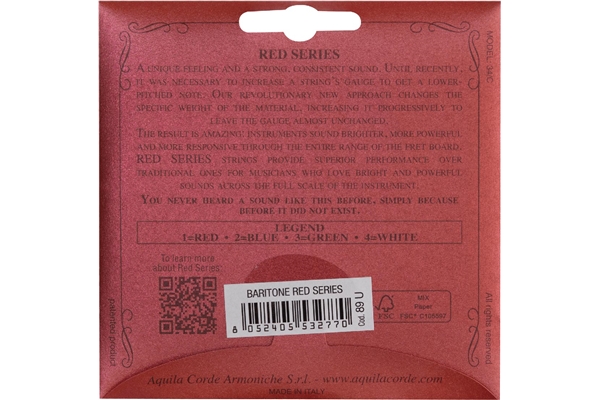 RED SERIES
A UNIQUE FEELING AND A STRONG, CONSISTENT SOUND. UNTIL RECENTLY,
IT WAS NECESSARY TO INCREASE A STRING'S GAUGE TO GET A LOWER-
PITCHED NOTE. OUR REVOLUTIONARY NEW APPROACH CHANGES THE
SPECIFIC WEIGHT OF THE MATERIAL, INCREASING IT PROGRESSIVELY TO
LEAVE THE GAUGE ALMOST UNCHANGED.
THE RESULT IS AMAZING: INSTRUMENTS SOUND BRIGHTER, MORE POWERFUL
AND MORE RESPONSIVE THROUGH THE ENTIRE RANGE OF THE FRET BOARD.
RED SERIES STRINGS PROVIDE SUPERIOR PERFORMANCE OVER
TRADITIONAL ONES FOR MUSICIANS WHO LOVE BRIGHT AND POWERFUL
SOUNDS ACROSS THE FULL SCALE OF THE INSTRUMENT.
YOU NEVER HEARD A SOUND LIKE THIS BEFORE, SIMPLY BECAUSE
BEFORE IT DID NOT EXIST.
LEGEND
1=RED • 2=BLUE • 3=GREEN • 4=WHITE
To learn more
about Red Series
BARITONE RED SERIES
8 052405 532770
Cod. 89 U
FSC
MIX
Paper
patented product
All rights reserved
MODEL
Aquila Corde Armoniche S.r.l. - www.aquilacorde.com
MADE IN ITALY